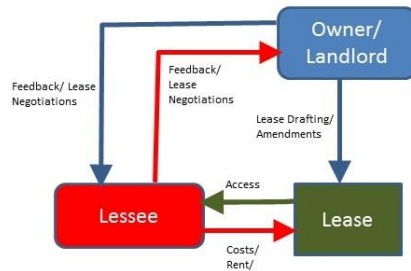 Owner/
Landlord
Feedback/ Lease
Negotiations
Feedback/
Lease
Negotiations
Lease Drafting/
Amendments
Access
Lessee
Lease
Costs/
Rent/